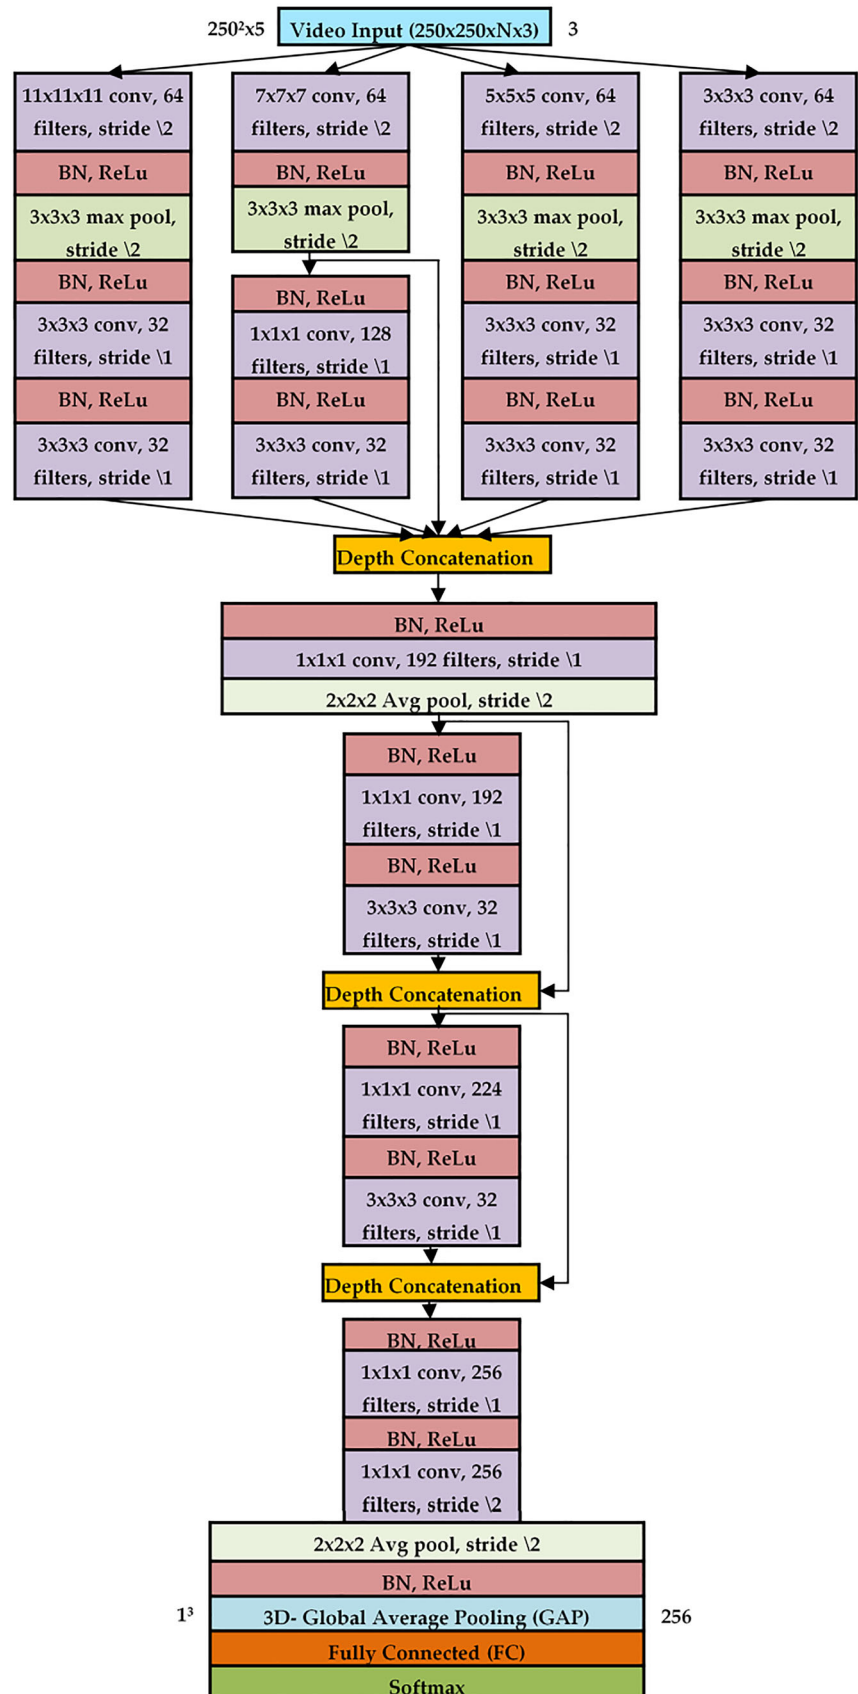 250²x5
Video Input (250x250xNx3)
3
11x11x11 conv, 64
filters, stride \2
BN, ReLu
3x3x3 max pool,
stride \2
BN, ReLu
3x3x3 conv, 32
filters, stride \1
BN, ReLu
3x3x3 conv, 32
filters, stride \1
7x7x7 conv, 64
filters, stride \2
BN, ReLu
3x3x3 max pool,
stride \2
BN, ReLu
1x1x1 conv, 128
filters, stride \1
BN, ReLu
3x3x3 conv, 32
filters, stride \1
5x5x5 conv, 64
filters, stride \2
BN, ReLu
3x3x3 max pool,
stride \2
BN, ReLu
3x3x3 conv, 32
filters, stride \1
BN, ReLu
3x3x3 conv, 32
filters, stride \1
3x3x3 conv, 64
filters, stride \2
BN, ReLu
3x3x3 max pool,
stride \2
BN, ReLu
3x3x3 conv, 32
filters, stride \1
BN, ReLu
3x3x3 conv, 32
filters, stride \1
Depth Concatenation
BN, ReLu
1x1x1 conv, 192 filters, stride \1
2x2x2 Avg pool, stride \2
BN, ReLu
1x1x1 conv, 192
filters, stride \1
BN, ReLu
3x3x3 conv, 32
filters, stride \1
Depth Concatenation
BN, ReLu
1x1x1 conv, 224
filters, stride \1
BN, ReLu
3x3x3 conv, 32
filters, stride \1
Depth Concatenation
BN, ReLu
1x1x1 conv, 256
filters, stride \1
BN, ReLu
1x1x1 conv, 256
filters, stride \2
2x2x2 Avg pool, stride \2
BN, ReLu
1³
3D- Global Average Pooling (GAP)
256
Fully Connected (FC)
Softmax